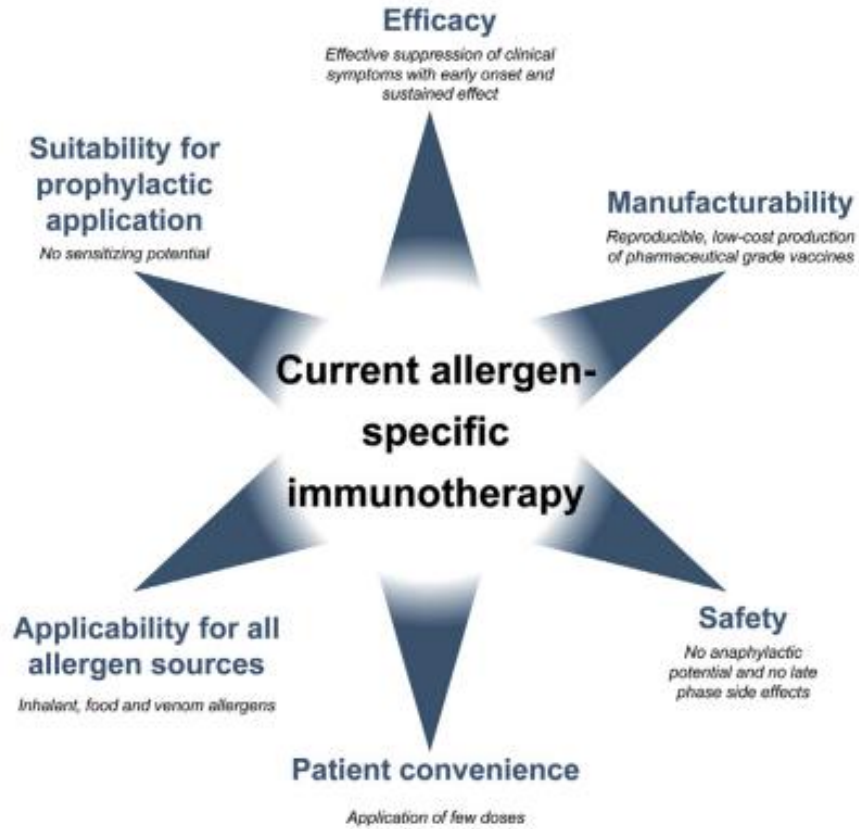 Efficacy
Effective suppression of clinical
symptoms with early onset and
sustained effect
Suitability for
prophylactic
application
No sensitizing potential
Manufacturability
Reproducible, low-cost production
of pharmaceutical grade vaccines
Current allergen-
specific
immunotherapy
Applicability for all
allergen sources
Inhalant, food and venom allergens
Safety
No anaphylactic
potential and no late
phase side effects
Patient convenience
Application of few doses